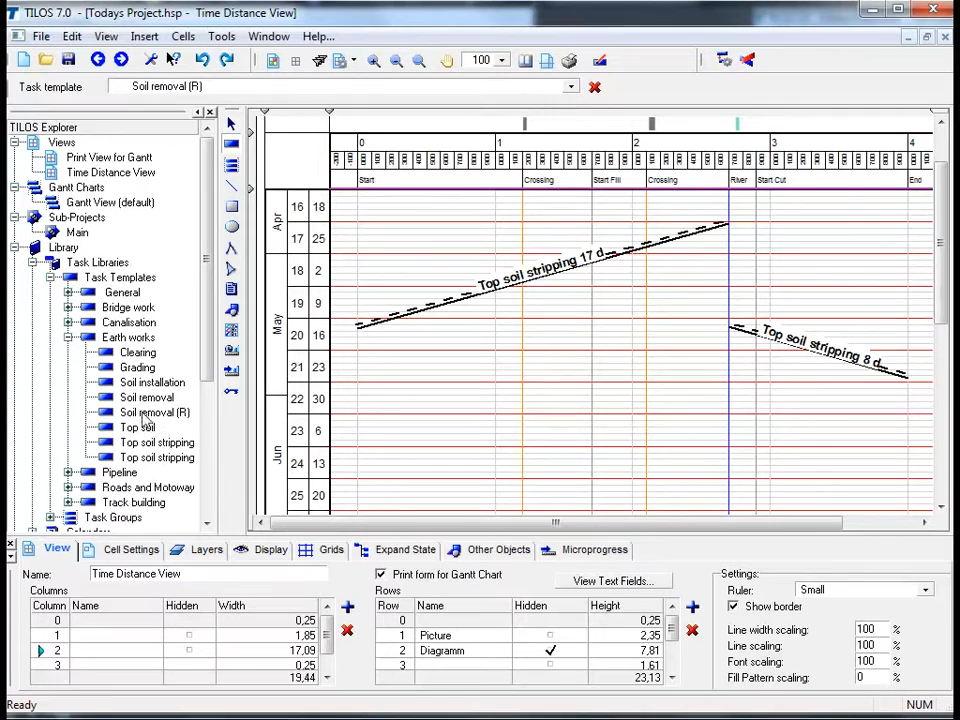 TILOS 7.0 - [Todays Project.hsp - Time Distance View]
File Edit View Insert Cells Tools Window Help...
100
Task template Soil removal (R)
TILOS Explorer
Views
Print View for Gantt
Time Distance View
Gantt Charts
Gantt View (default)
Sub-Projects
Main
Library
Task Libraries
Task Templates
General
Bridge work
Canalisation
Earth works
Clearing
Grading
Soil installation
Soil removal
Soil removal (R)
Top soil
Top soil stripping
Top soil stripping
Pipeline
Roads and Motoway
Track building
Task Groups
0 1 2 3 4
Start Crossing Start Fill Crossing River Start Cut End
Apr
May
Jun
16 18
17 25
18 2
19 9
20 16
21 23
22 30
23 6
24 13
25 20
Top soil stripping 17 d
Top soil stripping 8 d
View Cell Settings Layers Display Grids Expand State Other Objects Microprogress
Name: Time Distance View
Columns
Column Name Hidden Width
0 0,25
1 1,85
2 17,09
3 0,25
19,44
Print form for Gantt Chart
View Text Fields...
Rows
Row Name Hidden Height
0 0,25
1 Picture 2,35
2 Diagramm 7,81
3 1,61
23,13
Settings:
Ruler: Small
Show border
Line width scaling: 100 %
Line scaling: 100 %
Font scaling: 100 %
Fill Pattern scaling: 0 %
Ready
NUM